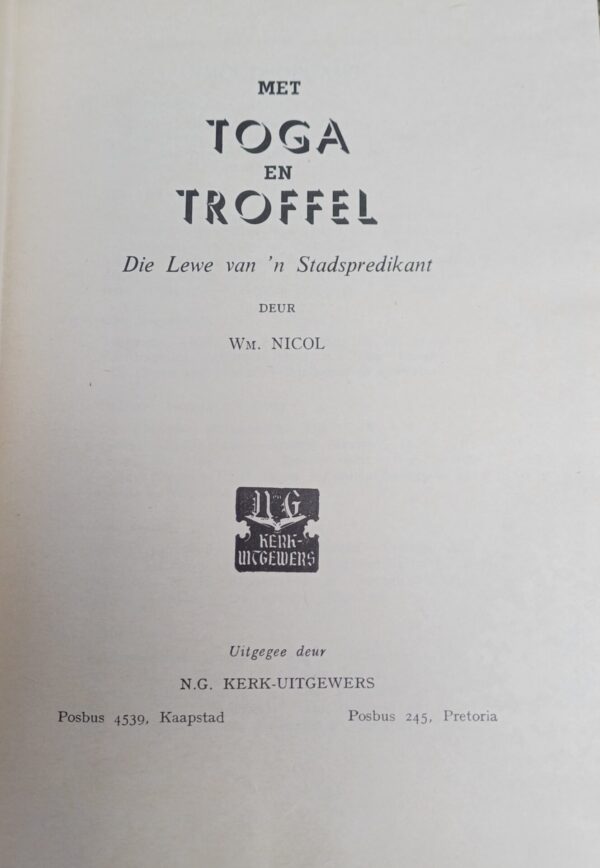 MET
TOGA
EN
TROFFEL
Die Lewe van 'n Stadspredikant
DEUR
WM. NICOL
N G
KERK-
UITGEWERS
Uitgegee deur
N.G. KERK-UITGEWERS
Posbus 4539, Kaapstad Posbus 245, Pretoria